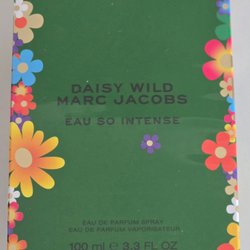 DAISY WILD
MARC JACOBS
EAU SO INTENSE
EAU DE PARFUM SPRAY
EAU DE PARFUM VAPORISATEUR
100 ml e 3.3 FL OZ